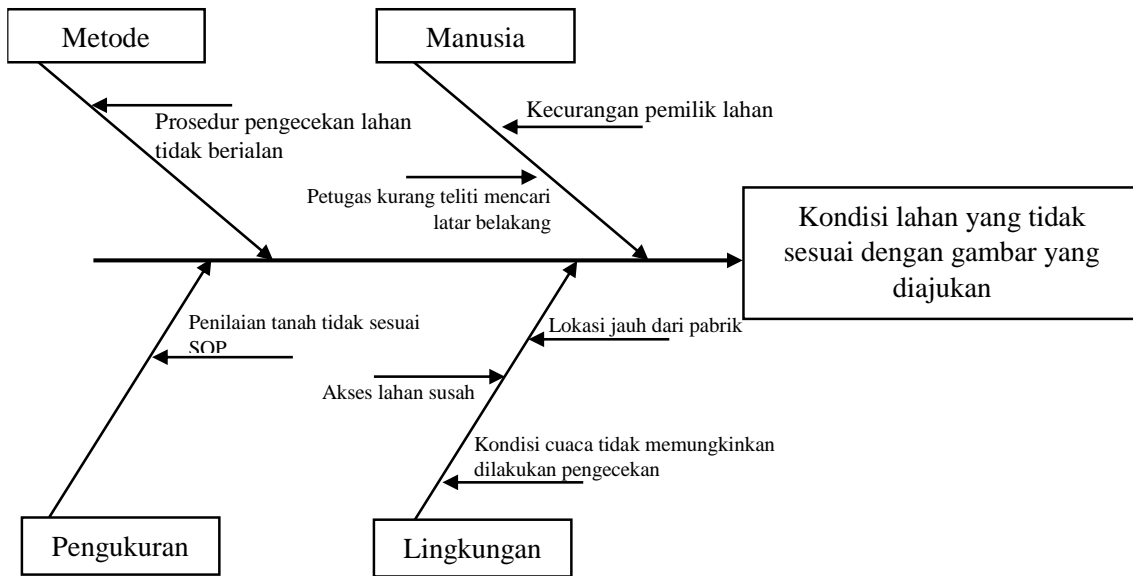 Metode
Manusia
Prosedur pengecekan lahan
tidak berjalan
Kecurangan pemilik lahan
Petugas kurang teliti mencari
latar belakang
Kondisi lahan yang tidak
sesuai dengan gambar yang
diajukan
Penilaian tanah tidak sesuai
SOP
Lokasi jauh dari pabrik
Akses lahan susah
Kondisi cuaca tidak memungkinkan
dilakukan pengecekan
Pengukuran
Lingkungan